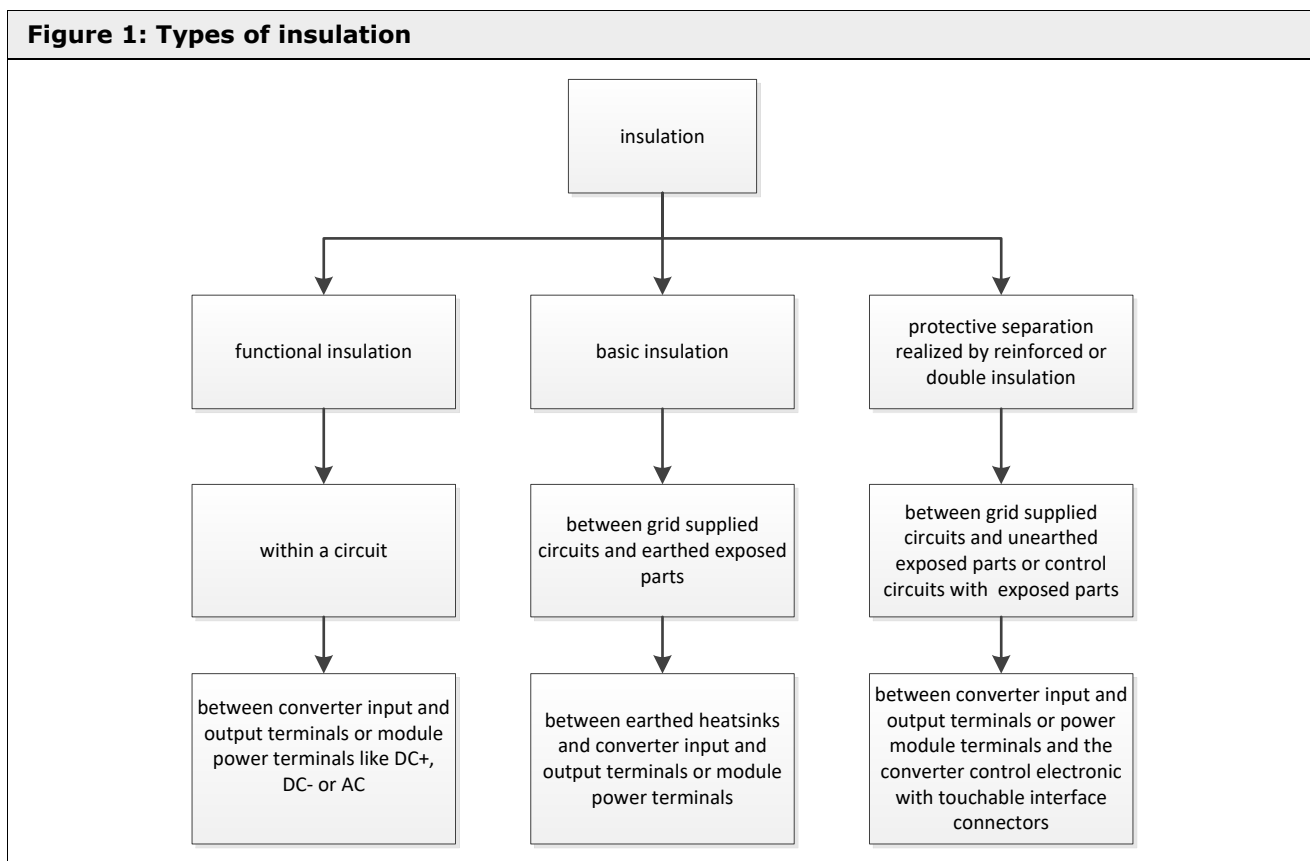 Figure 1: Types of insulation
insulation
functional insulation
basic insulation
protective separation
realized by reinforced or
double insulation
within a circuit
between grid supplied
circuits and earthed exposed
parts
between grid supplied
circuits and unearthed
exposed parts or control
circuits with exposed parts
between converter input and
output terminals or module
power terminals like DC+,
DC- or AC
between earthed heatsinks
and converter input and
output terminals or module
power terminals
between converter input and
output terminals or power
module terminals and the
converter control electronic
with touchable interface
connectors